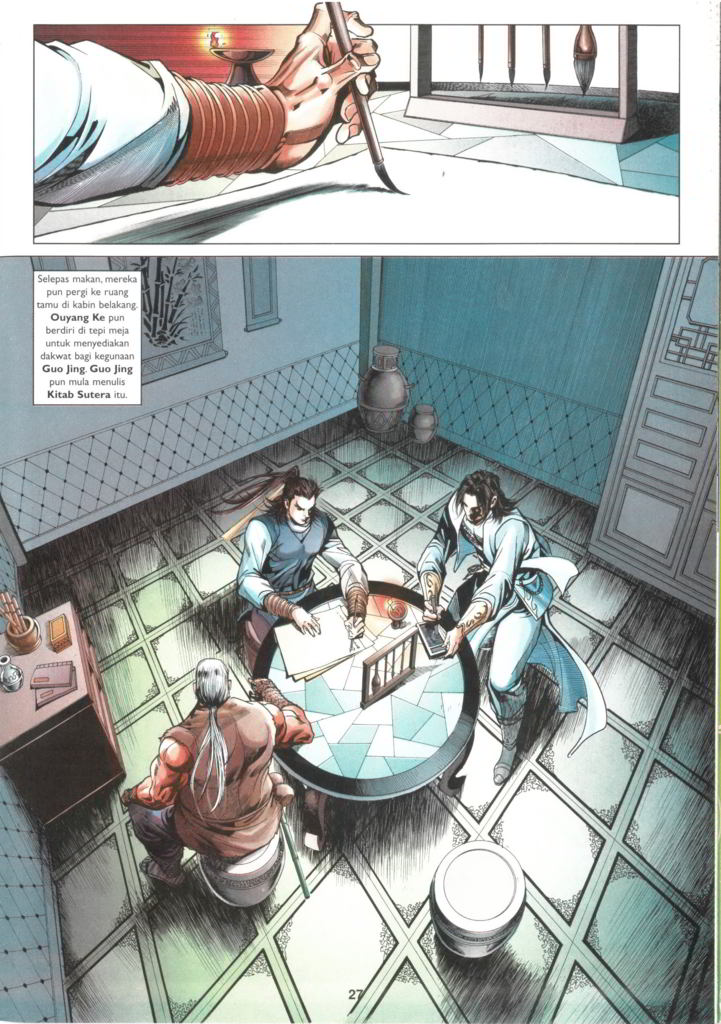 Selepas makan, mereka
pun pergi ke ruang
tamu di kabin belakang.
Ouyang Ke pun
berdiri di tepi meja
untuk menyediakan
dakwat bagi kegunaan
Guo Jing. Guo Jing
pun mula menulis
Kitab Sutera itu.
27